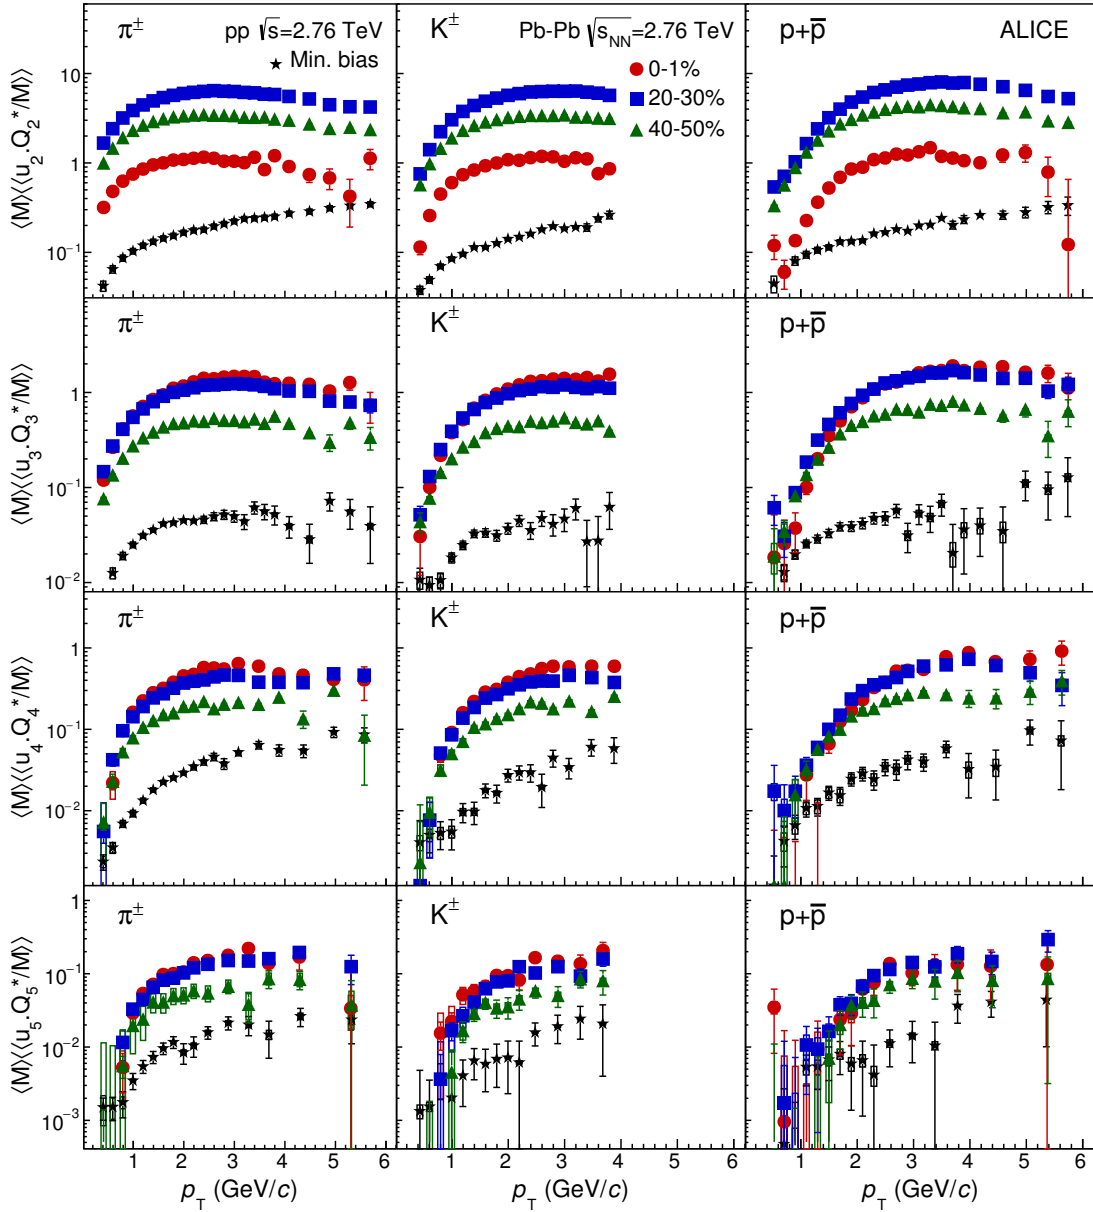 π± pp √s=2.76 TeV K± Pb-Pb √sNN=2.76 TeV p+p̅ ALICE
Min. bias 0-1%
20-30%
40-50%
⟨M⟩⟨⟨u2.Q2*/M⟩⟩
10
1
10⁻¹
π± K± p+p̅
⟨M⟩⟨⟨u3.Q3*/M⟩⟩
1
10⁻¹
10⁻²
π± K± p+p̅
⟨M⟩⟨⟨u4.Q4*/M⟩⟩
1
10⁻¹
10⁻²
π± K± p+p̅
⟨M⟩⟨⟨u5.Q5*/M⟩⟩
1
10⁻¹
10⁻²
10⁻³
1 2 3 4 5 6 1 2 3 4 5 6 1 2 3 4 5 6
pT (GeV/c) pT (GeV/c) pT (GeV/c)